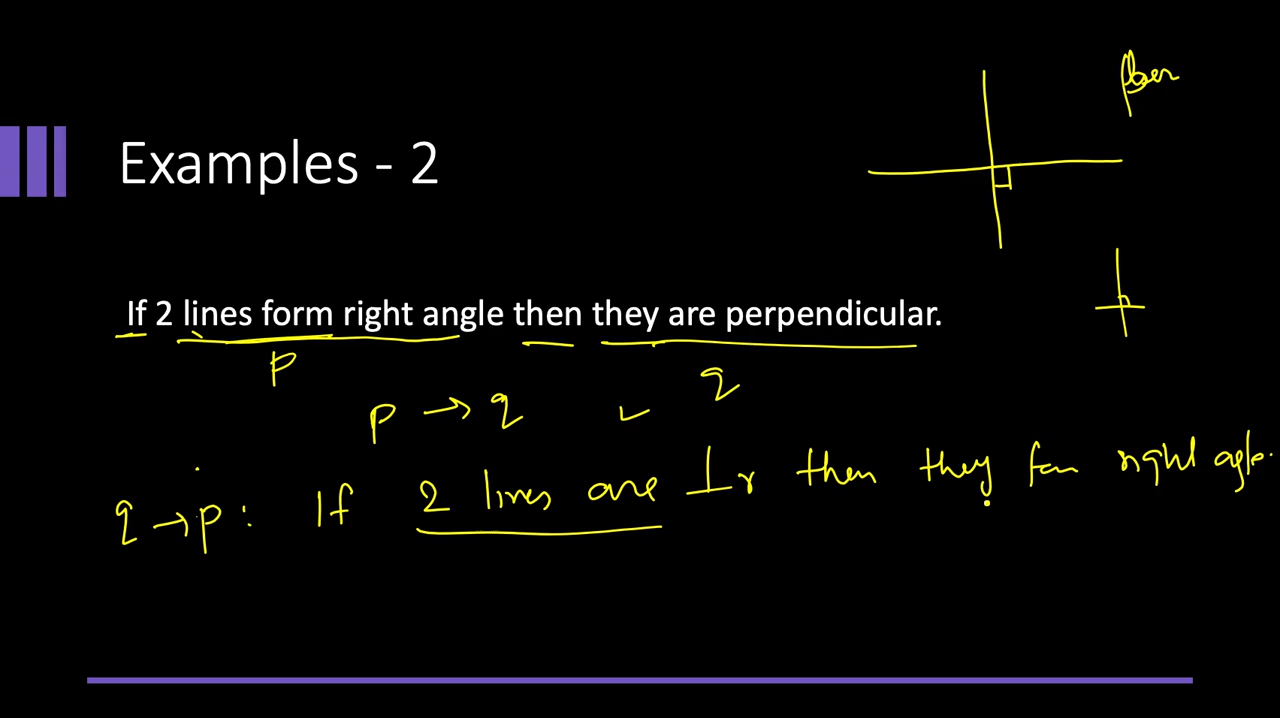 Examples - 2
If 2 lines form right angle then they are perpendicular.
p
q
p → q ✓
q → p : If 2 lines are ⊥r then they form right